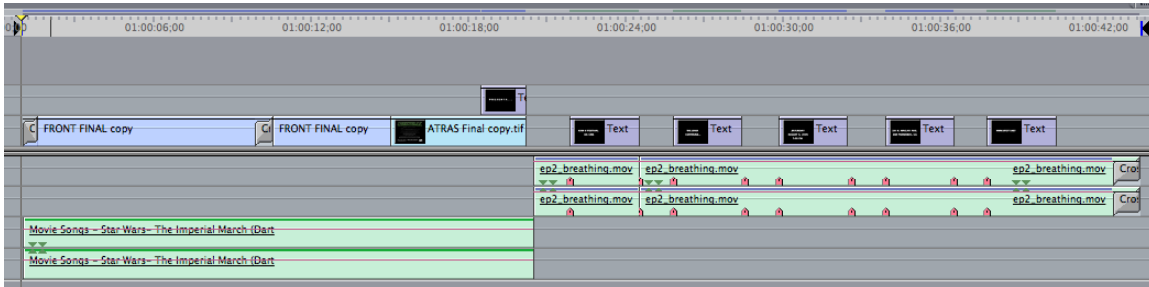 01:00:06;00 01:00:12;00 01:00:18;00 01:00:24;00 01:00:30;00 01:00:36;00 01:00:42;00
FRONT FINAL copy FRONT FINAL copy ATRAS Final copy.tif Text Text Text Text Text
ep2_breathing.mov ep2_breathing.mov ep2_breathing.mov Cros
ep2_breathing.mov ep2_breathing.mov ep2_breathing.mov Cros
Movie Songs - Star Wars- The Imperial March (Dart
Movie Songs - Star Wars- The Imperial March (Dart